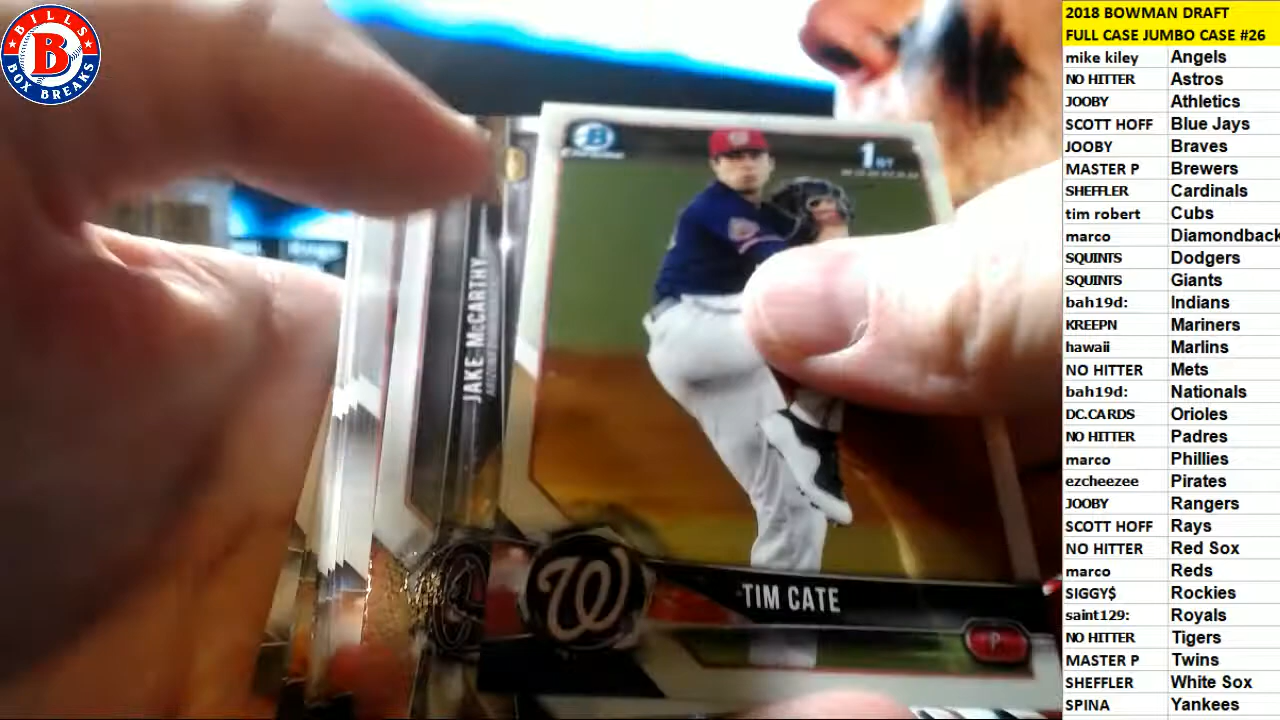 BILLS
B
BOX BREAKS
1ST
BOWMAN
B
CHROME
JAKE McCARTHY
W
TIM CATE
P
2018 BOWMAN DRAFT
FULL CASE JUMBO CASE #26
mike kiley Angels
NO HITTER Astros
JOOBY Athletics
SCOTT HOFF Blue Jays
JOOBY Braves
MASTER P Brewers
SHEFFLER Cardinals
tim robert Cubs
marco Diamondback
SQUINTS Dodgers
SQUINTS Giants
bah19d: Indians
KREEPN Mariners
hawaii Marlins
NO HITTER Mets
bah19d: Nationals
DC.CARDS Orioles
NO HITTER Padres
marco Phillies
ezcheezee Pirates
JOOBY Rangers
SCOTT HOFF Rays
NO HITTER Red Sox
marco Reds
SIGGY$ Rockies
saint129: Royals
NO HITTER Tigers
MASTER P Twins
SHEFFLER White Sox
SPINA Yankees